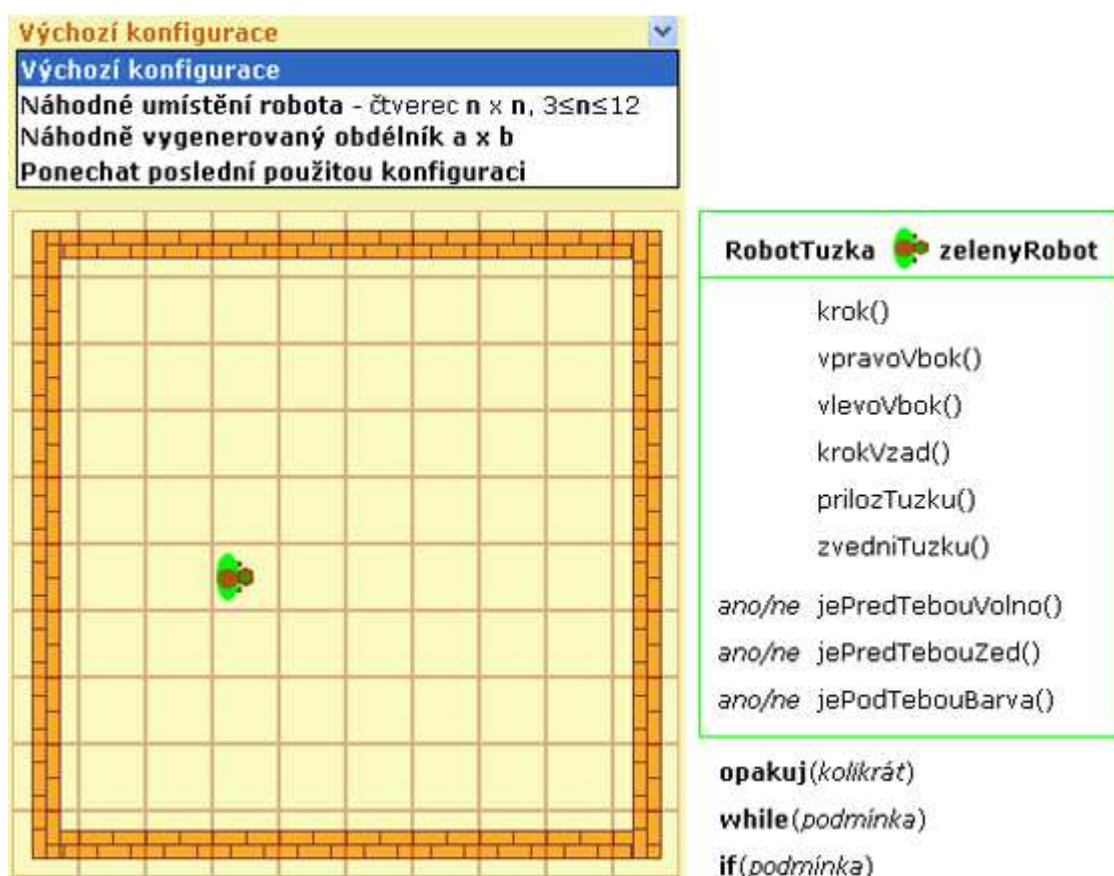 Výchozí konfigurace
Výchozí konfigurace
Náhodné umístění robota - čtverec n x n, 3≤n≤12
Náhodně vygenerovaný obdélník a x b
Ponechat poslední použitou konfiguraci
RobotTuzka zelenyRobot
krok()
vpravoVbok()
vlevoVbok()
krokVzad()
prilozTuzku()
zvedniTuzku()
ano/ne jePredTebouVolno()
ano/ne jePredTebouZed()
ano/ne jePodTebouBarva()
opakuj(kolikrát)
while(podmínka)
if(podmínka)